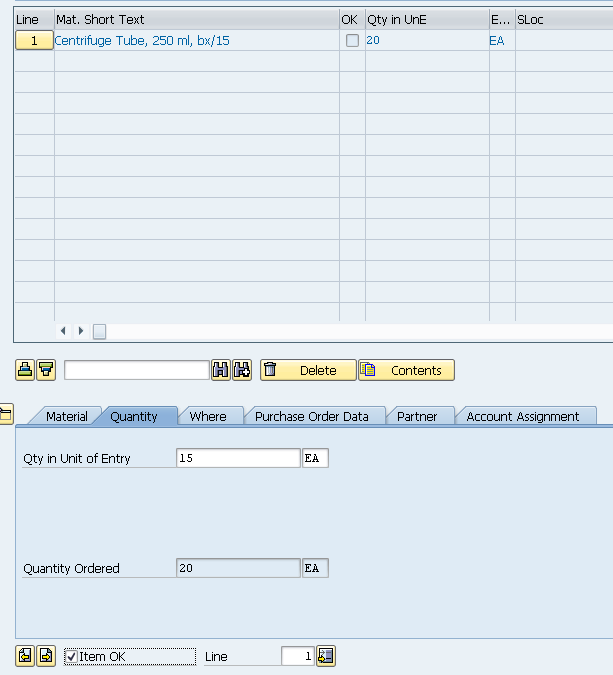 Line Mat. Short Text OK Qty in UnE E... SLoc
1 Centrifuge Tube, 250 ml, bx/15 20 EA
Delete Contents
Material Quantity Where Purchase Order Data Partner Account Assignment
Qty in Unit of Entry 15 EA
Quantity Ordered 20 EA
Item OK Line 1